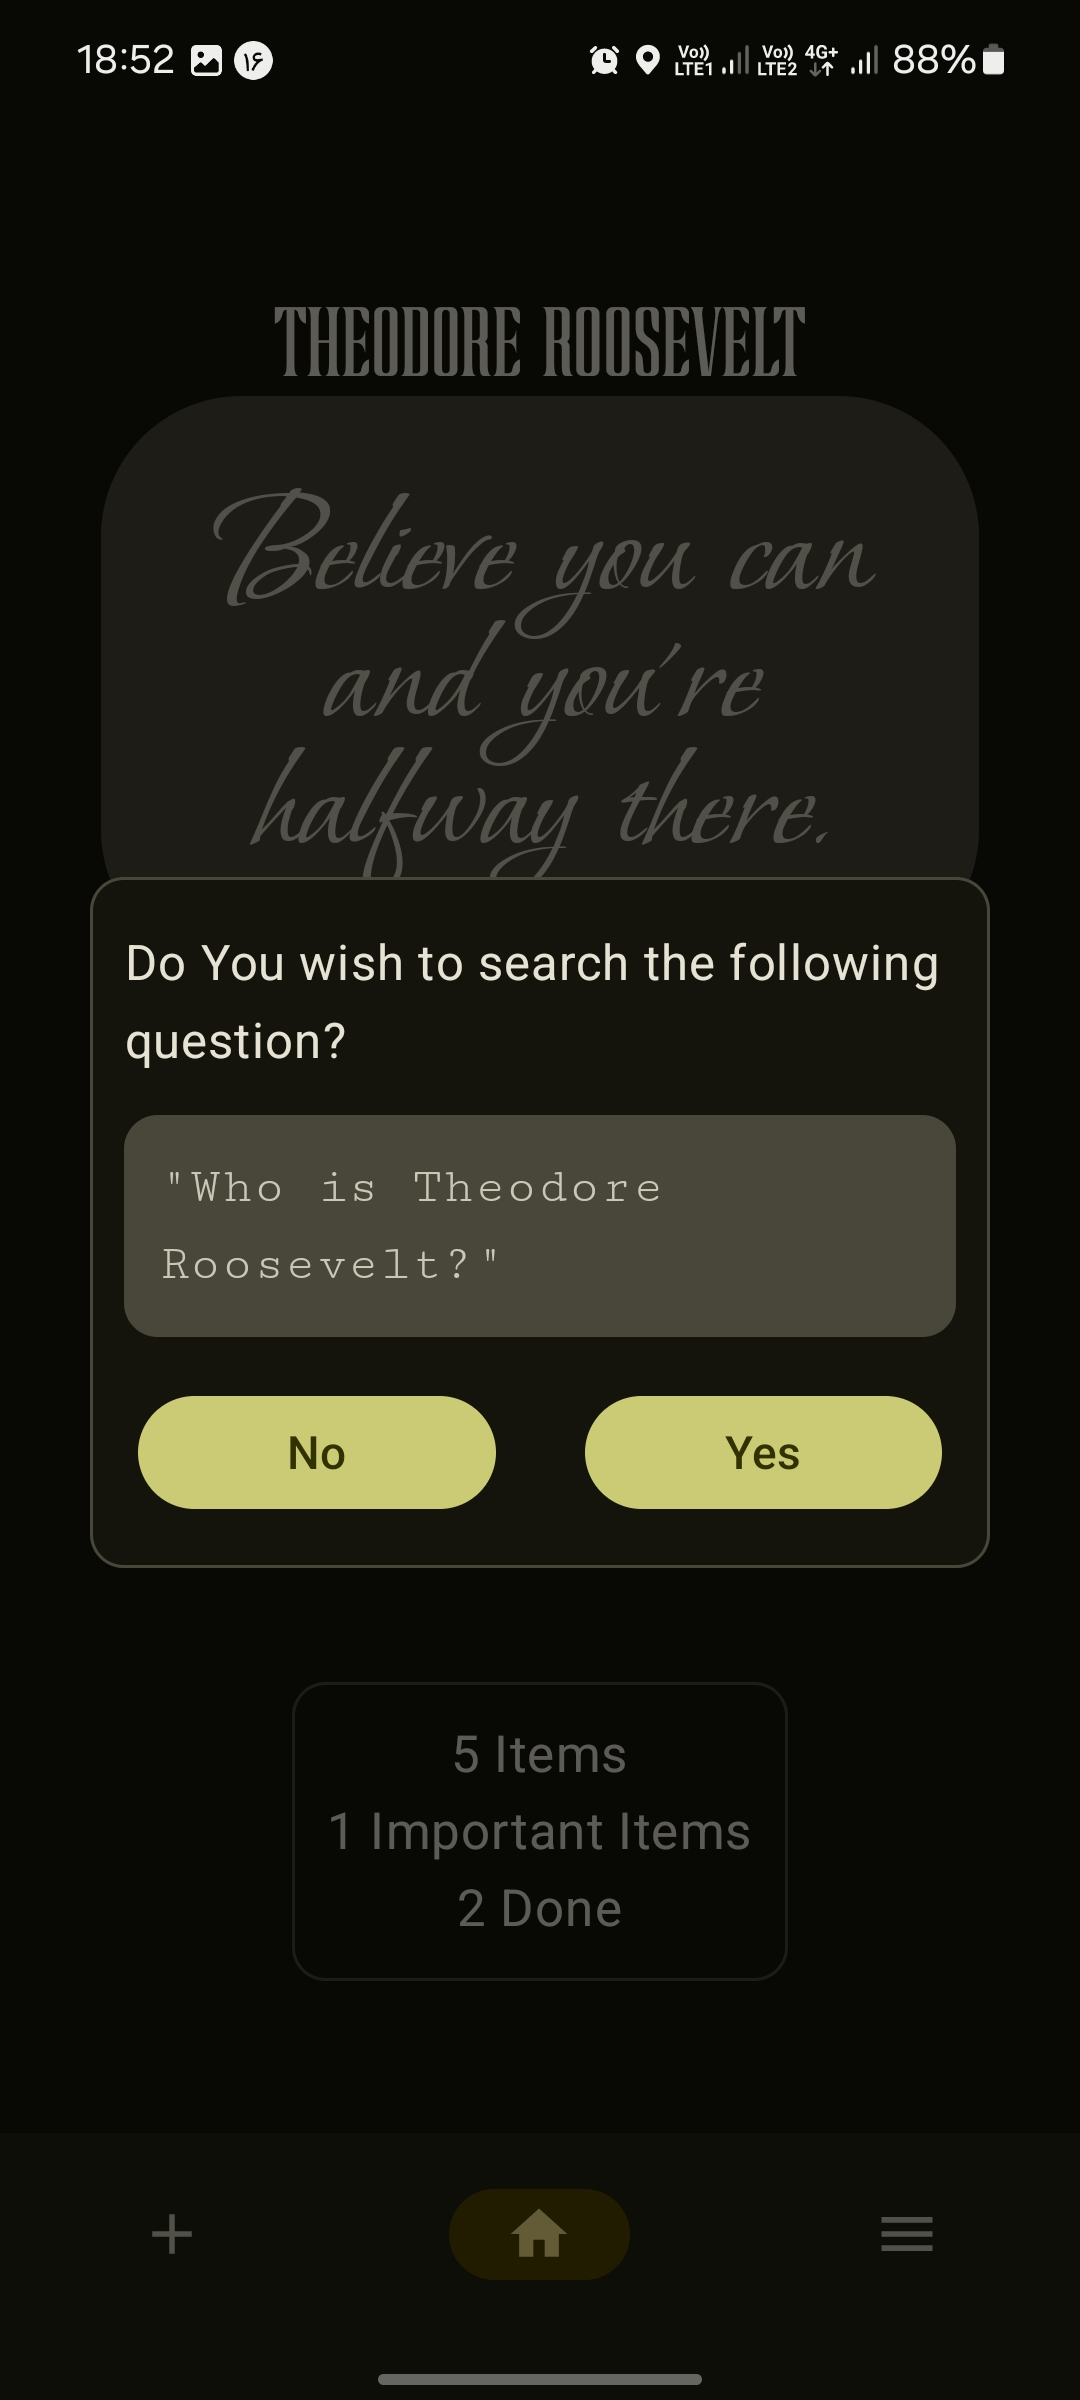 18:52 ۱۶ Vo)) LTE1 Vo)) LTE2 4G+ 88%
THEODORE ROOSEVELT
Believe you can
and you're
halfway there.
Do You wish to search the following
question?
"Who is Theodore
Roosevelt?"
No Yes
5 Items
1 Important Items
2 Done